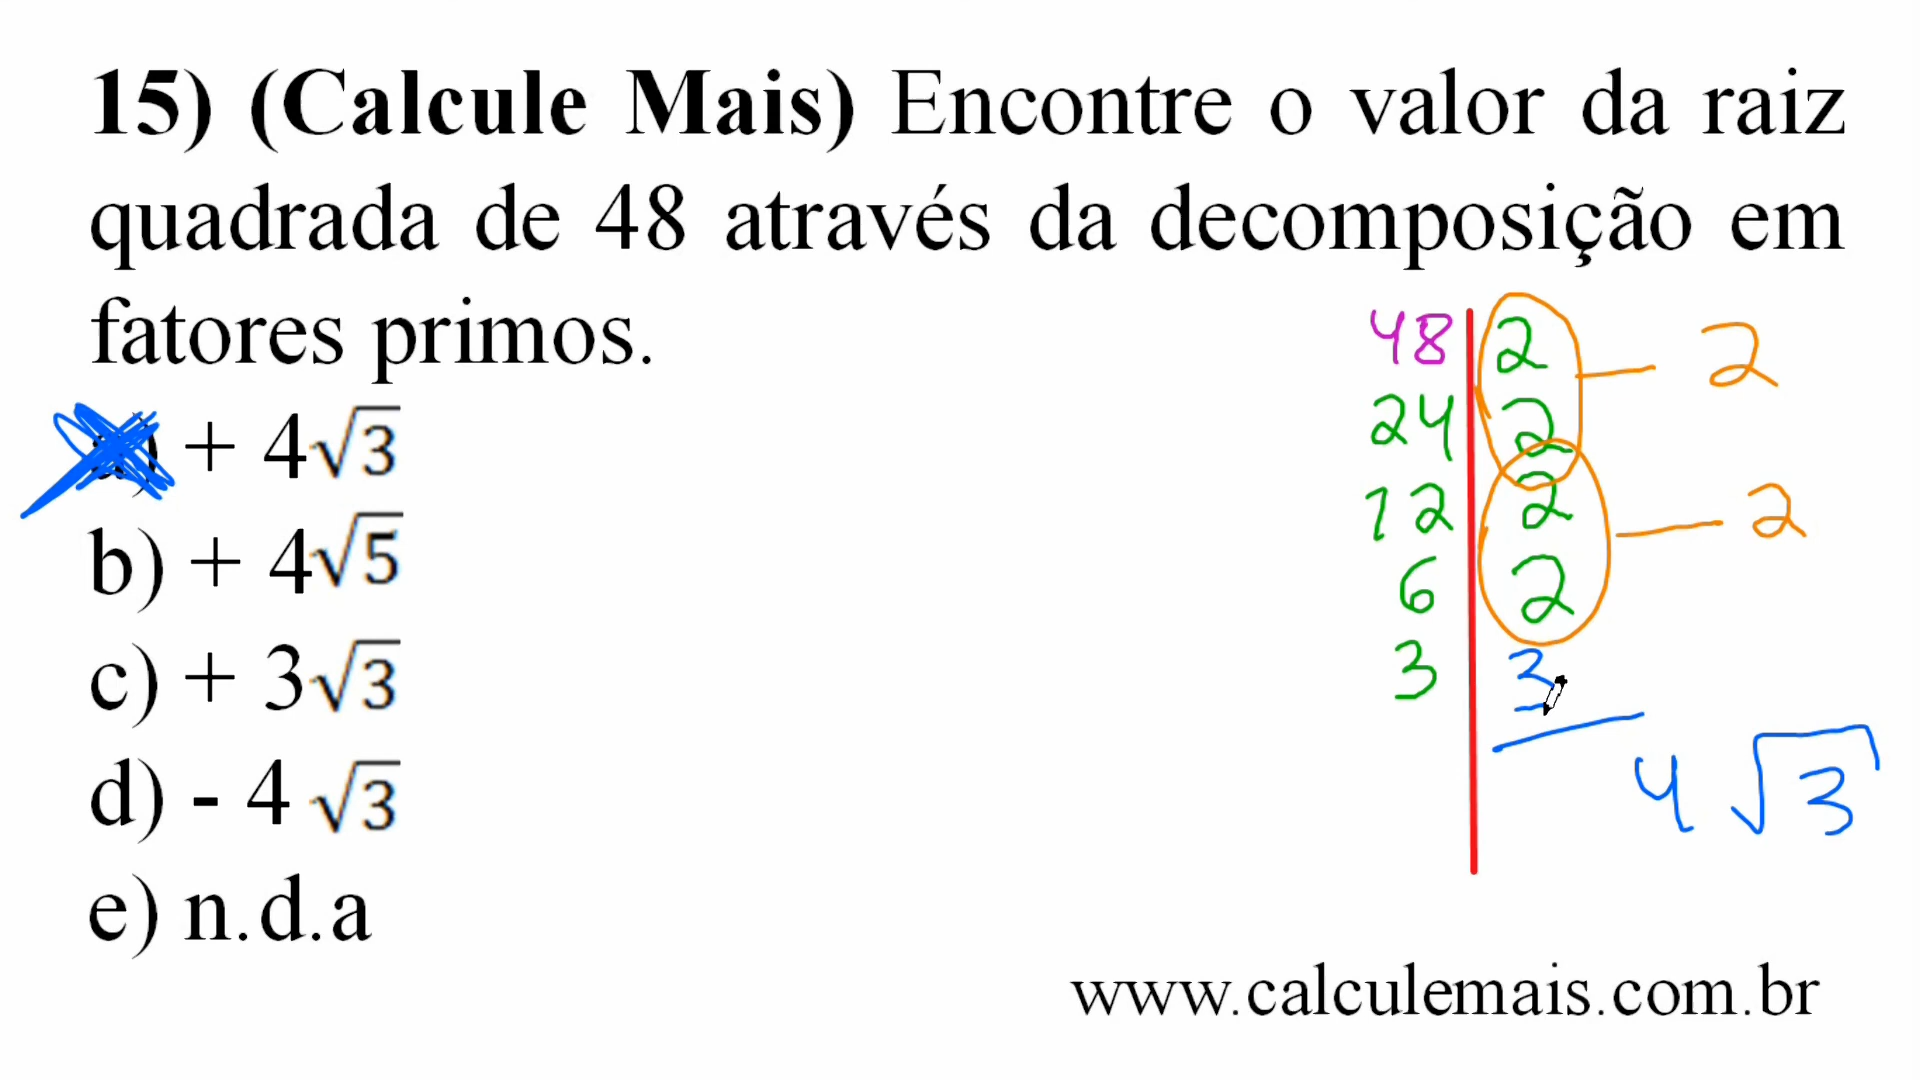 15) (Calcule Mais) Encontre o valor da raiz
quadrada de 48 através da decomposição em
fatores primos.
a) + 4√3
b) + 4√5
c) + 3√3
d) - 4 √3
e) n.d.a
48 2 — 2
24 2
12 2 — 2
6 2
3 3
4 √3
www.calculemais.com.br